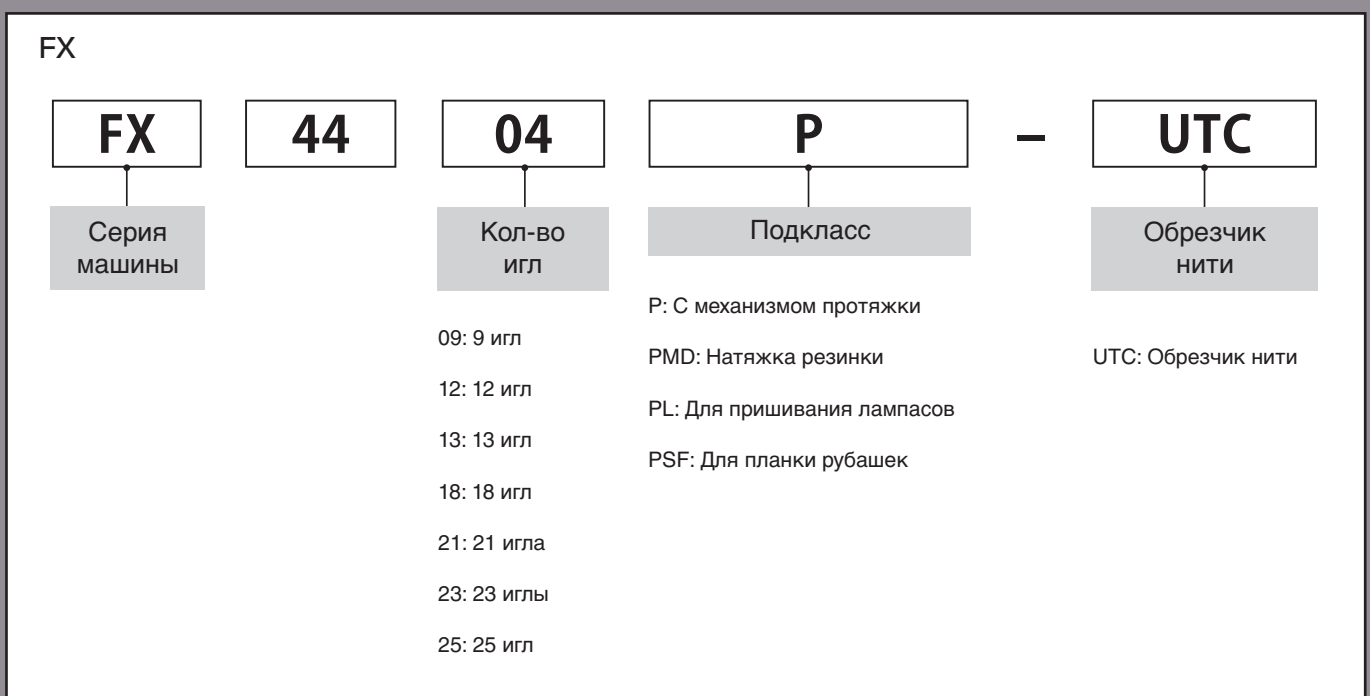 FX
FX 44 04 P – UTC
Серия
машины
Кол-во
игл
Подкласс
Обрезчик
нити
09: 9 игл
12: 12 игл
13: 13 игл
18: 18 игл
21: 21 игла
23: 23 иглы
25: 25 игл
P: С механизмом протяжки
PMD: Натяжка резинки
PL: Для пришивания лампасов
PSF: Для планки рубашек
UTC: Обрезчик нити